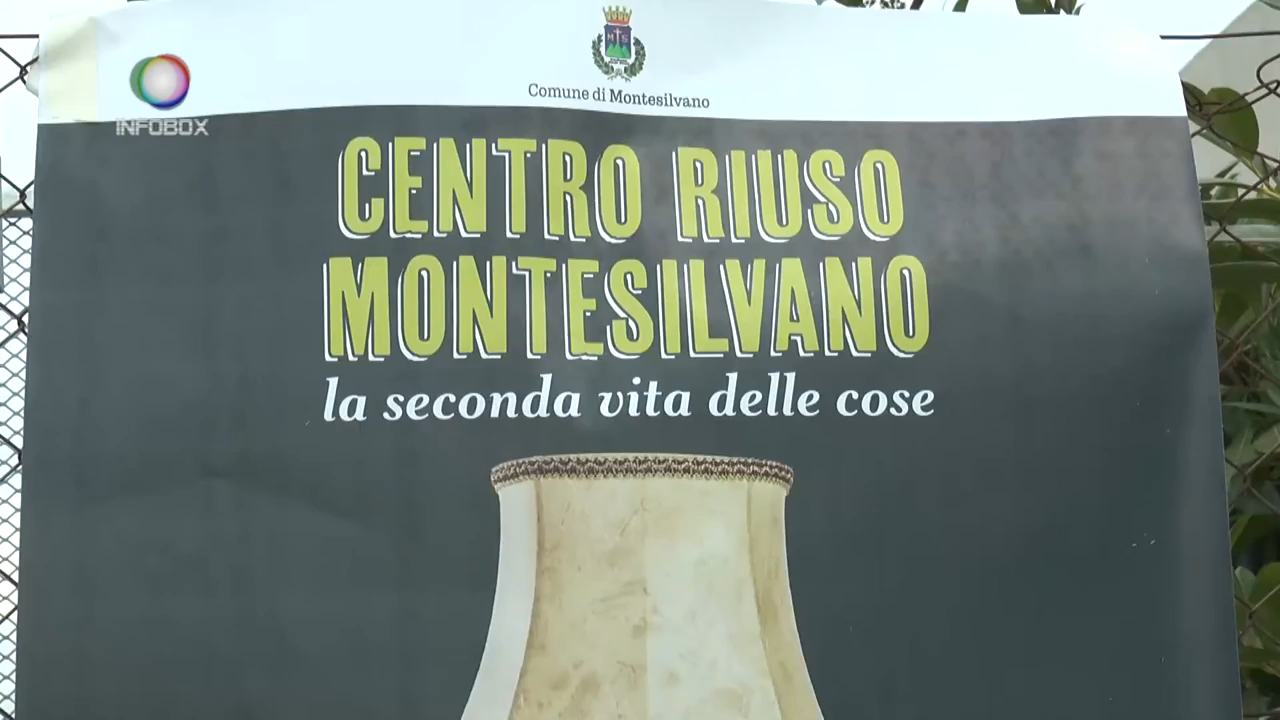 Comune di Montesilvano
INFOBOX
CENTRO RIUSO
MONTESILVANO
la seconda vita delle cose